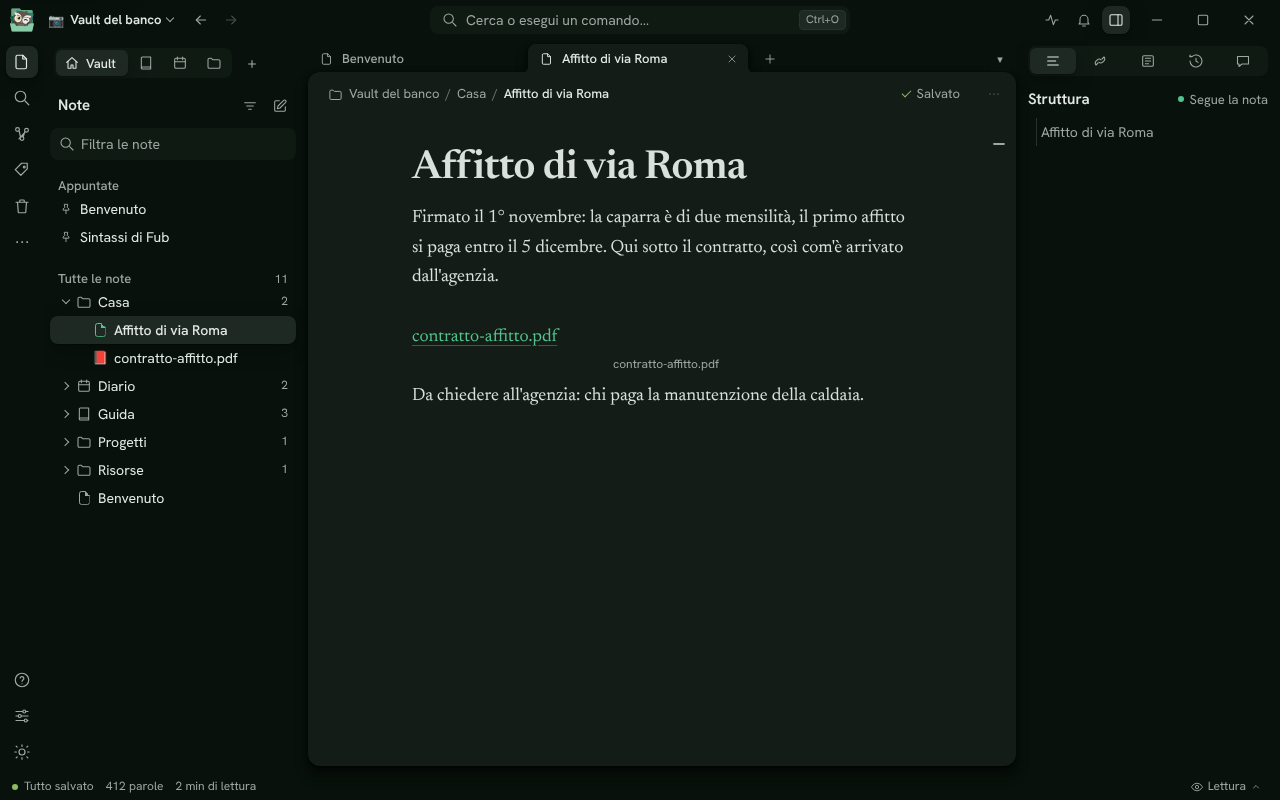 Vault del banco
Cerca o esegui un comando...
Ctrl+O
Vault
Benvenuto
Affitto di via Roma
Note
Filtra le note
Appuntate
Benvenuto
Sintassi di Fub
Tutte le note 11
Casa 2
Affitto di via Roma
contratto-affitto.pdf
Diario 2
Guida 3
Progetti 1
Risorse 1
Benvenuto
Vault del banco / Casa / Affitto di via Roma
Salvato
Affitto di via Roma
Firmato il 1° novembre: la caparra è di due mensilità, il primo affitto
si paga entro il 5 dicembre. Qui sotto il contratto, così com'è arrivato
dall'agenzia.
contratto-affitto.pdf
contratto-affitto.pdf
Da chiedere all'agenzia: chi paga la manutenzione della caldaia.
Struttura
Segue la nota
Affitto di via Roma
Tutto salvato 412 parole 2 min di lettura
Lettura